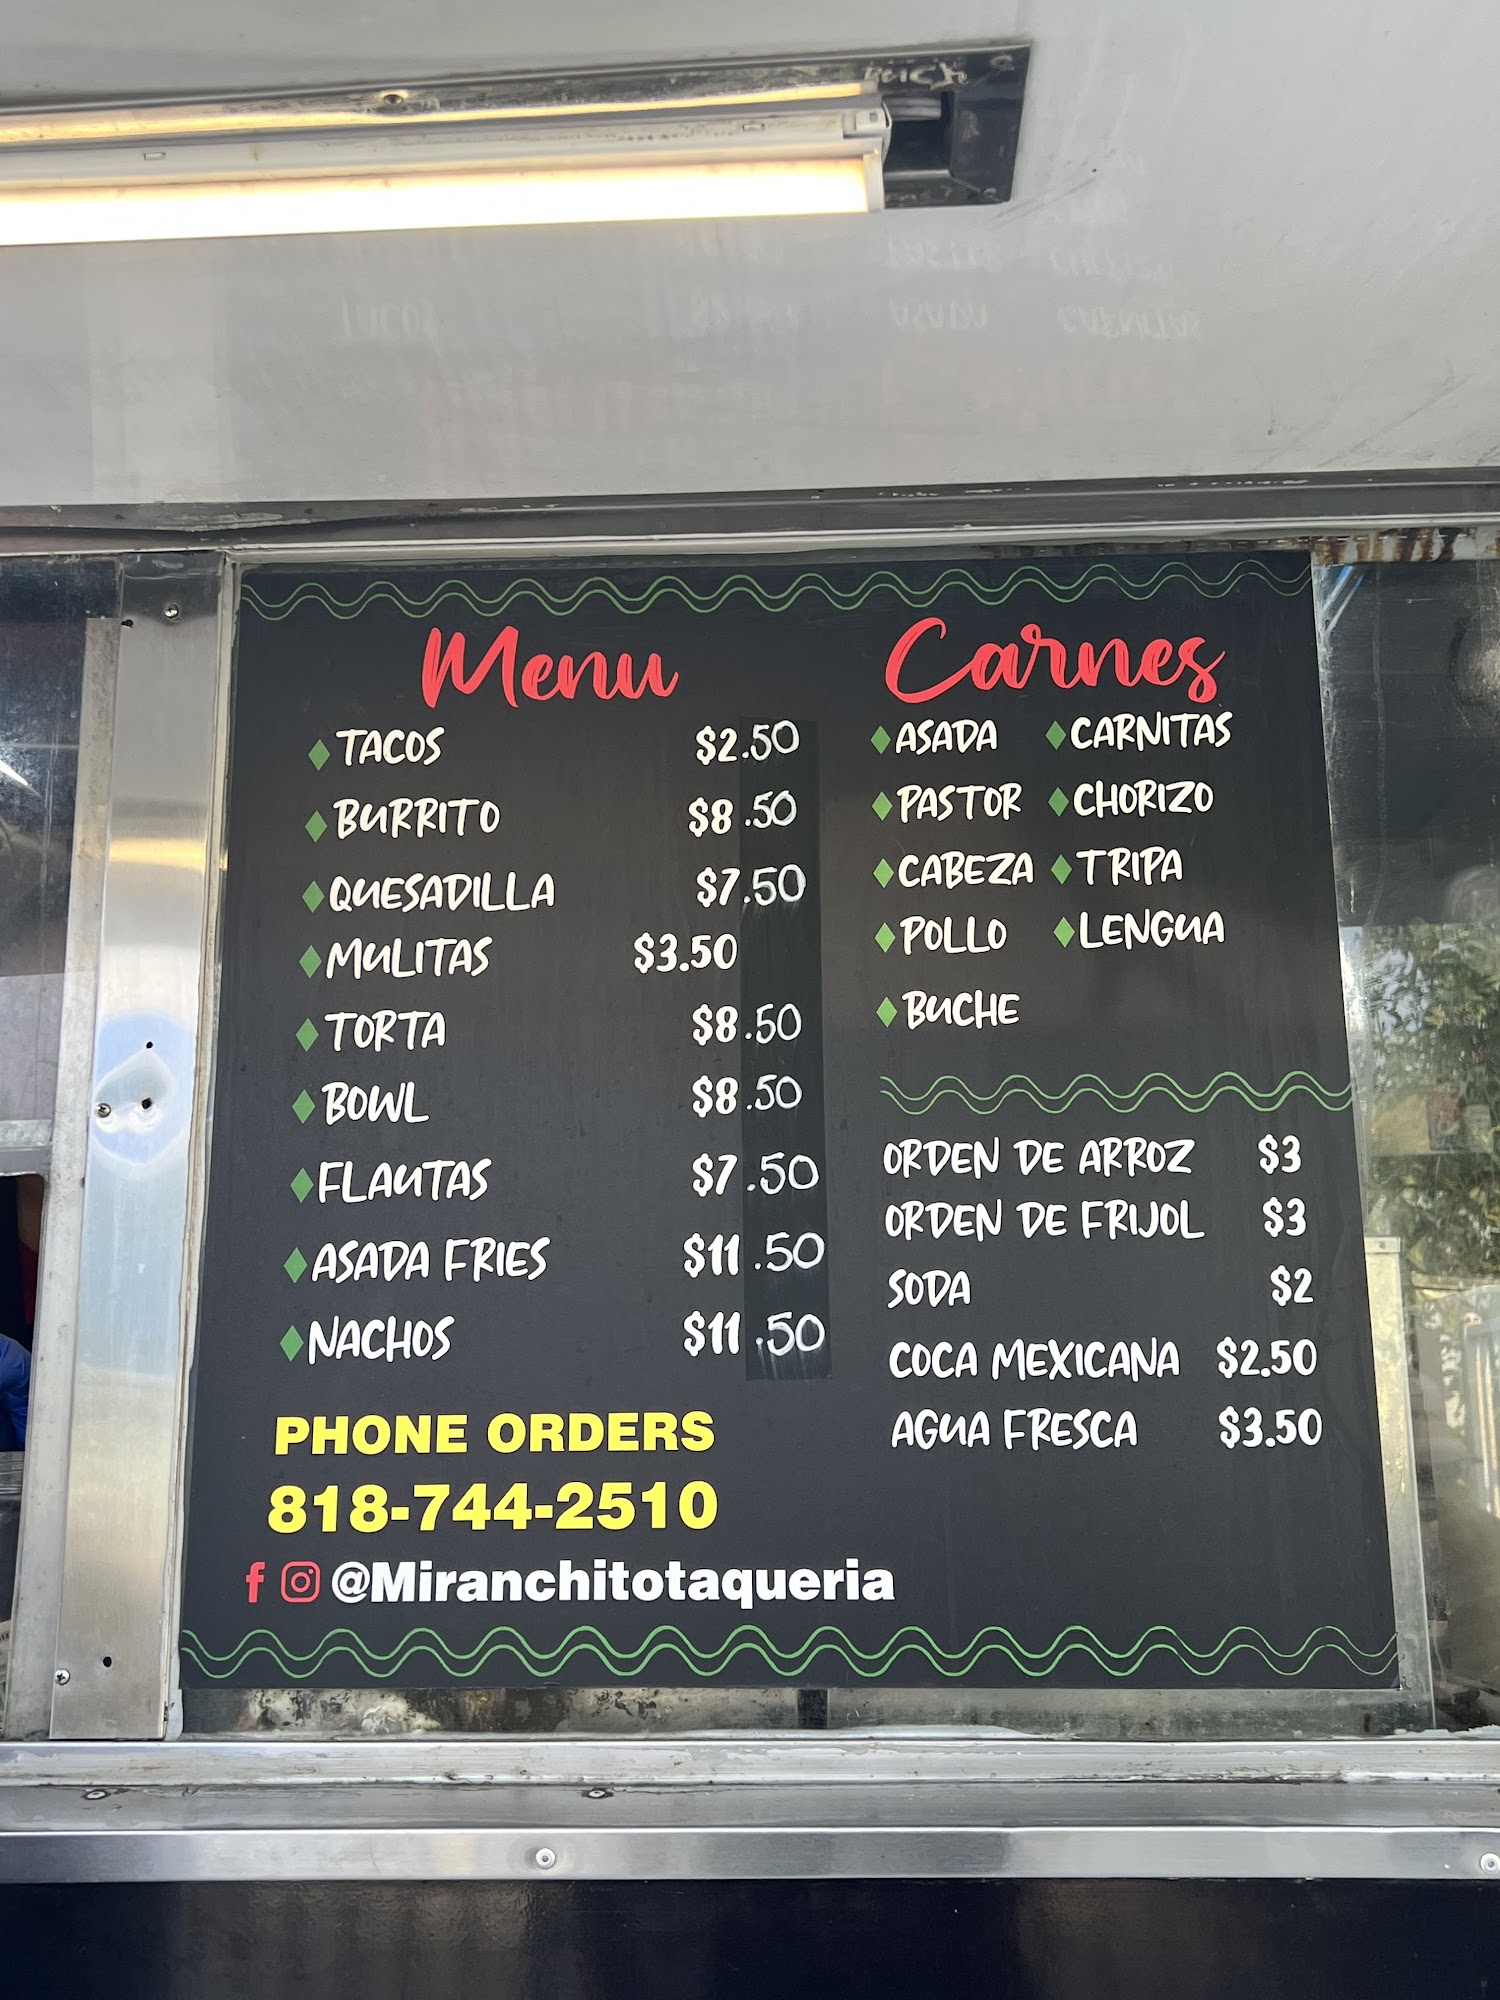 Menu
TACOS $2.50
BURRITO $8.50
QUESADILLA $7.50
MULITAS $3.50
TORTA $8.50
BOWL $8.50
FLAUTAS $7.50
ASADA FRIES $11.50
NACHOS $11.50
PHONE ORDERS
818-744-2510
@Miranchitotaqueria
Carnes
ASADA CARNITAS
PASTOR CHORIZO
CABEZA TRIPA
POLLO LENGUA
BUCHE
ORDEN DE ARROZ $3
ORDEN DE FRIJOL $3
SODA $2
COCA MEXICANA $2.50
AGUA FRESCA $3.50